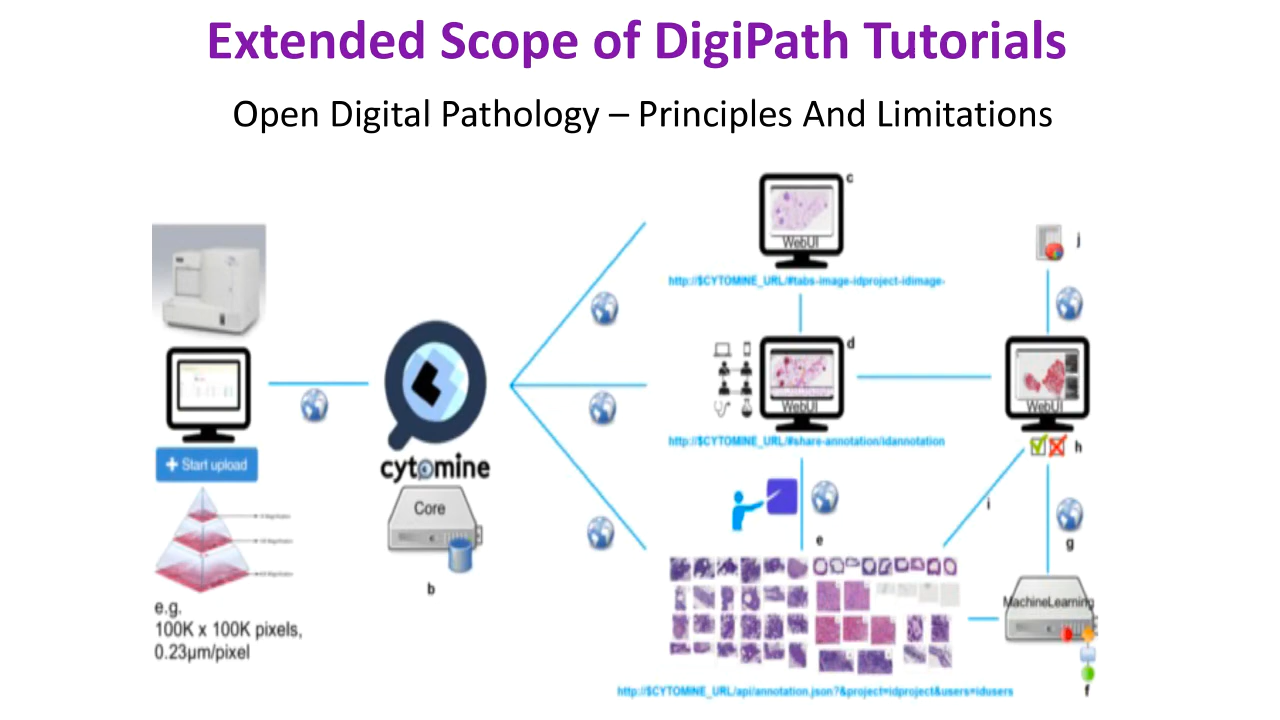 Extended Scope of DigiPath Tutorials
Open Digital Pathology – Principles And Limitations
c
WebUI
http://$CYTOMINE_URL/#tabs-image-idproject-idimage-
j
d
WebUI
http://$CYTOMINE_URL/#share-annotation/idannotation
WebUI
h
+ Start upload
cytomine
Core
b
e
i
g
MachineLearning
f
e.g.
100K x 100K pixels,
0.23µm/pixel
http://$CYTOMINE_URL/api/annotation.json?&project=idproject&users=idusers